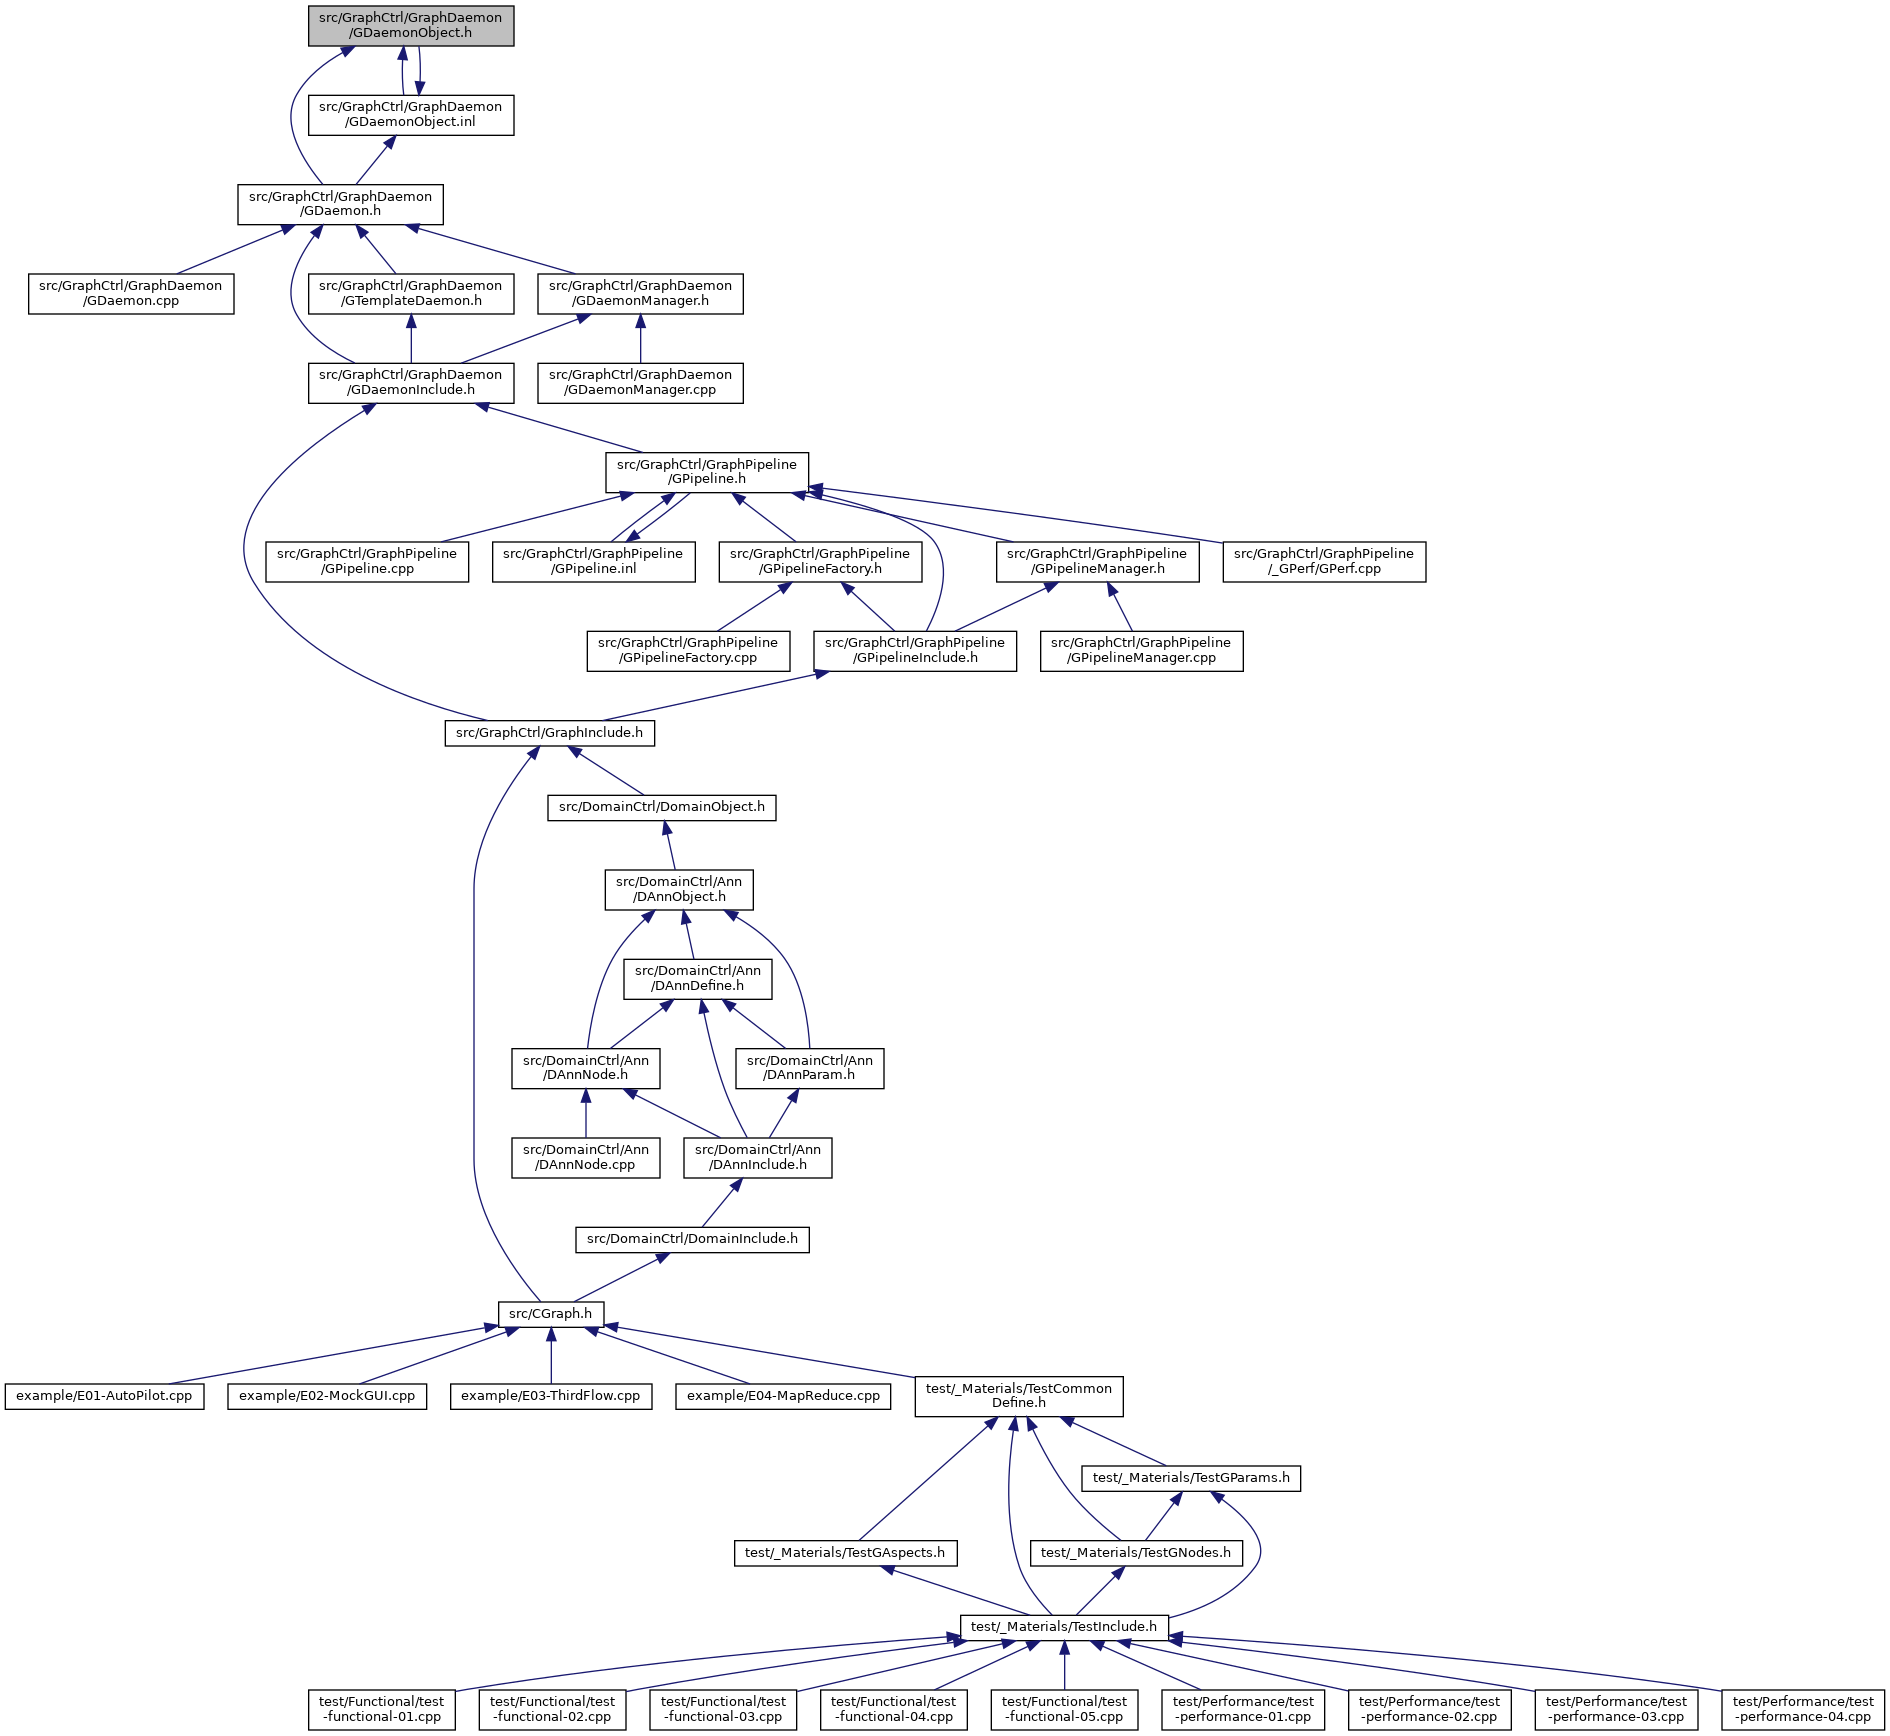 src/GraphCtrl/GraphDaemon
/GDaemonObject.h
src/GraphCtrl/GraphDaemon
/GDaemonObject.inl
src/GraphCtrl/GraphDaemon
/GDaemon.h
src/GraphCtrl/GraphDaemon
/GDaemon.cpp
src/GraphCtrl/GraphDaemon
/GTemplateDaemon.h
src/GraphCtrl/GraphDaemon
/GDaemonManager.h
src/GraphCtrl/GraphDaemon
/GDaemonInclude.h
src/GraphCtrl/GraphDaemon
/GDaemonManager.cpp
src/GraphCtrl/GraphPipeline
/GPipeline.h
src/GraphCtrl/GraphPipeline
/GPipeline.cpp
src/GraphCtrl/GraphPipeline
/GPipeline.inl
src/GraphCtrl/GraphPipeline
/GPipelineFactory.h
src/GraphCtrl/GraphPipeline
/GPipelineManager.h
src/GraphCtrl/GraphPipeline
/_GPerf/GPerf.cpp
src/GraphCtrl/GraphPipeline
/GPipelineFactory.cpp
src/GraphCtrl/GraphPipeline
/GPipelineInclude.h
src/GraphCtrl/GraphPipeline
/GPipelineManager.cpp
src/GraphCtrl/GraphInclude.h
src/DomainCtrl/DomainObject.h
src/DomainCtrl/Ann
/DAnnObject.h
src/DomainCtrl/Ann
/DAnnDefine.h
src/DomainCtrl/Ann
/DAnnNode.h
src/DomainCtrl/Ann
/DAnnParam.h
src/DomainCtrl/Ann
/DAnnNode.cpp
src/DomainCtrl/Ann
/DAnnInclude.h
src/DomainCtrl/DomainInclude.h
src/CGraph.h
example/E01-AutoPilot.cpp
example/E02-MockGUI.cpp
example/E03-ThirdFlow.cpp
example/E04-MapReduce.cpp
test/_Materials/TestCommon
Define.h
test/_Materials/TestGParams.h
test/_Materials/TestGAspects.h
test/_Materials/TestGNodes.h
test/_Materials/TestInclude.h
test/Functional/test
-functional-01.cpp
test/Functional/test
-functional-02.cpp
test/Functional/test
-functional-03.cpp
test/Functional/test
-functional-04.cpp
test/Functional/test
-functional-05.cpp
test/Performance/test
-performance-01.cpp
test/Performance/test
-performance-02.cpp
test/Performance/test
-performance-03.cpp
test/Performance/test
-performance-04.cpp